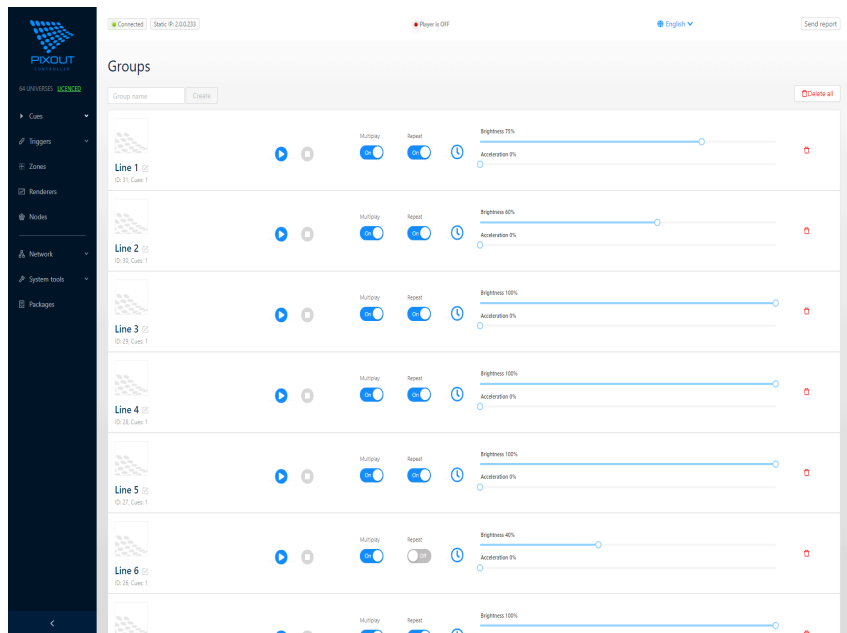 PIXOUT
CONTROLLER
64 UNIVERSES LICENCED
Cues
Triggers
Zones
Renderers
Nodes
Network
System tools
Packages
Connected Static IP: 2.0.0.233 Player is OFF English Send report
Groups
Group name Create Delete all
Multiplay Repeat Brightness 75%
On On Acceleration 0%
Line 1
ID: 31, Cues: 1
Multiplay Repeat Brightness 60%
On On Acceleration 0%
Line 2
ID: 30, Cues: 1
Multiplay Repeat Brightness 100%
On On Acceleration 0%
Line 3
ID: 29, Cues: 1
Multiplay Repeat Brightness 100%
On On Acceleration 0%
Line 4
ID: 28, Cues: 1
Multiplay Repeat Brightness 100%
On On Acceleration 0%
Line 5
ID: 27, Cues: 1
Multiplay Repeat Brightness 40%
On Off Acceleration 0%
Line 6
ID: 26, Cues: 1
Multiplay Repeat Brightness 100%